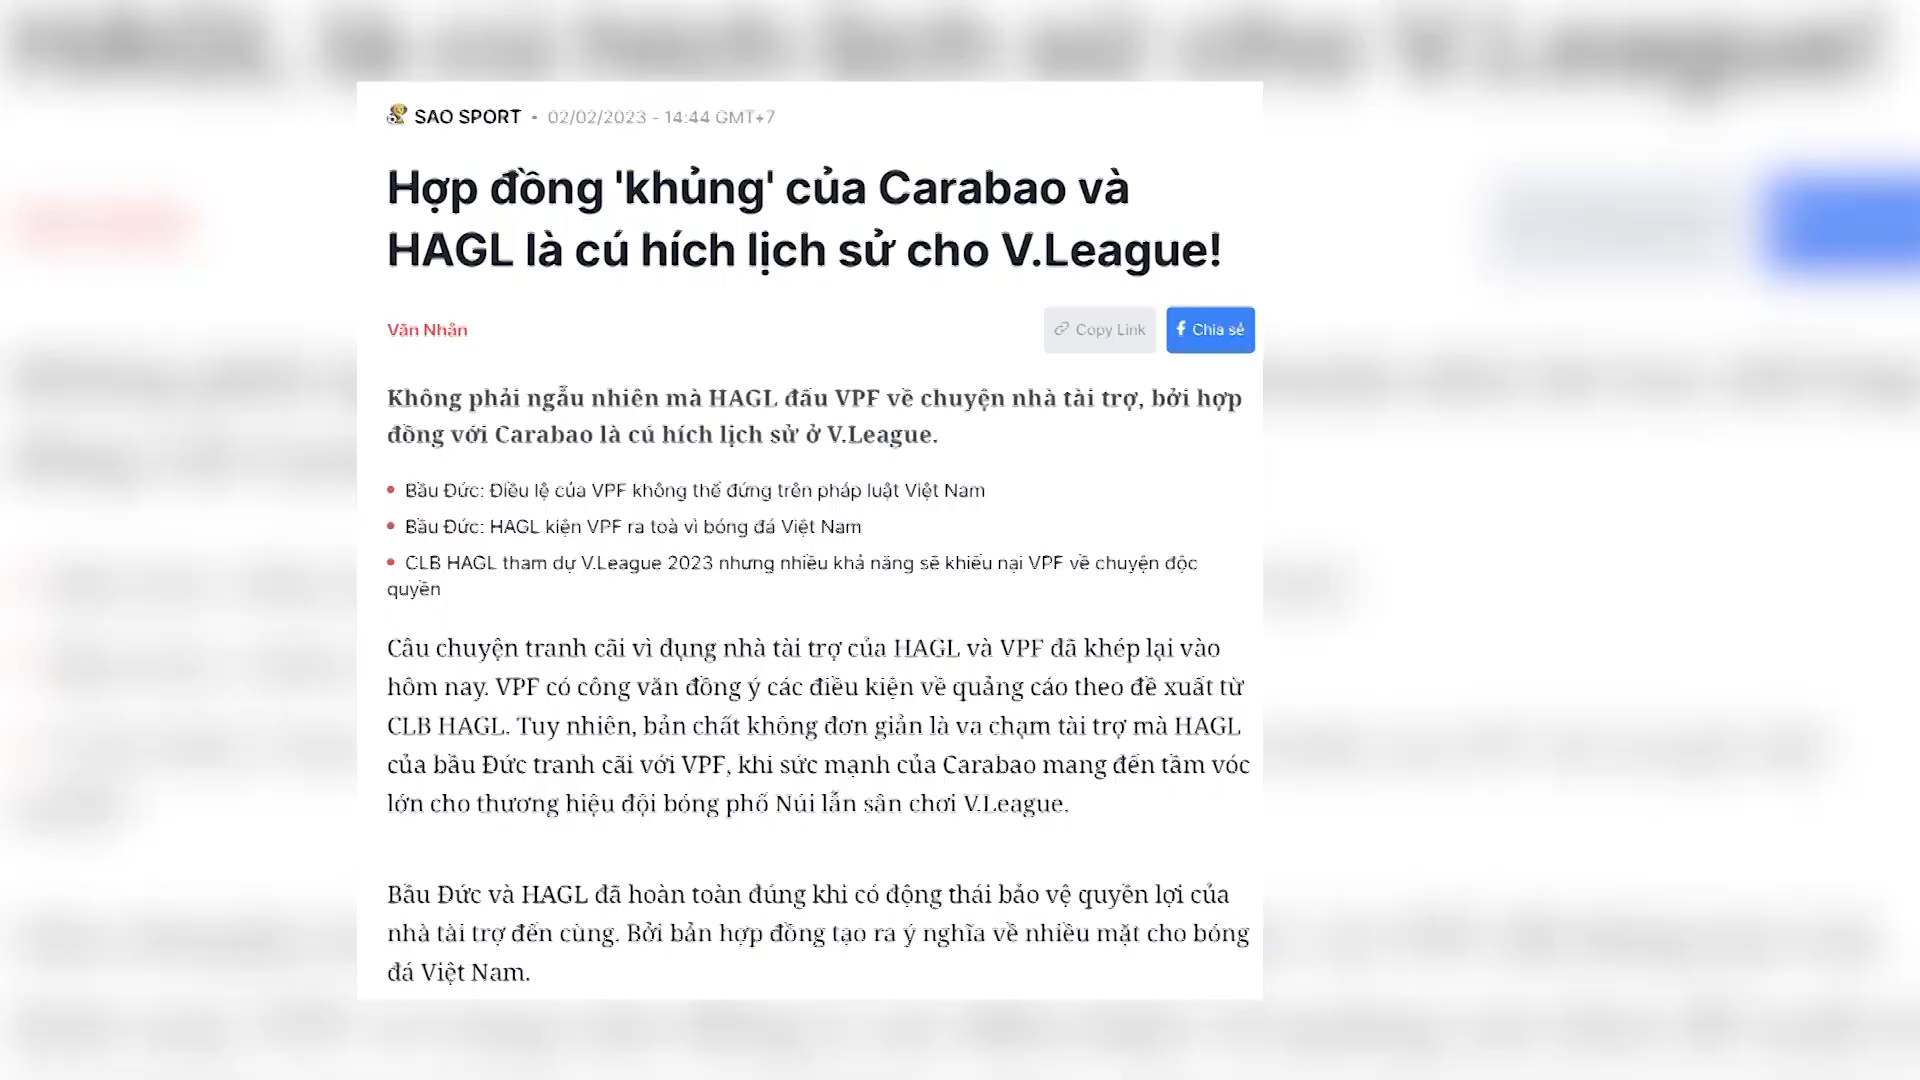 SAO SPORT • 02/02/2023 - 14:44 GMT+7
Hợp đồng 'khủng' của Carabao và
HAGL là cú hích lịch sử cho V.League!
Văn Nhân
Copy Link
Chia sẻ
Không phải ngẫu nhiên mà HAGL đấu VPF về chuyện nhà tài trợ, bởi hợp
đồng với Carabao là cú hích lịch sử ở V.League.
• Bầu Đức: Điều lệ của VPF không thể đứng trên pháp luật Việt Nam
• Bầu Đức: HAGL kiện VPF ra toà vì bóng đá Việt Nam
• CLB HAGL tham dự V.League 2023 nhưng nhiều khả năng sẽ khiếu nại VPF về chuyện độc
quyền
Câu chuyện tranh cãi vì đụng nhà tài trợ của HAGL và VPF đã khép lại vào
hôm nay. VPF có công văn đồng ý các điều kiện về quảng cáo theo đề xuất từ
CLB HAGL. Tuy nhiên, bản chất không đơn giản là va chạm tài trợ mà HAGL
của bầu Đức tranh cãi với VPF, khi sức mạnh của Carabao mang đến tầm vóc
lớn cho thương hiệu đội bóng phố Núi lẫn sân chơi V.League.
Bầu Đức và HAGL đã hoàn toàn đúng khi có động thái bảo vệ quyền lợi của
nhà tài trợ đến cùng. Bởi bản hợp đồng tạo ra ý nghĩa về nhiều mặt cho bóng
đá Việt Nam.